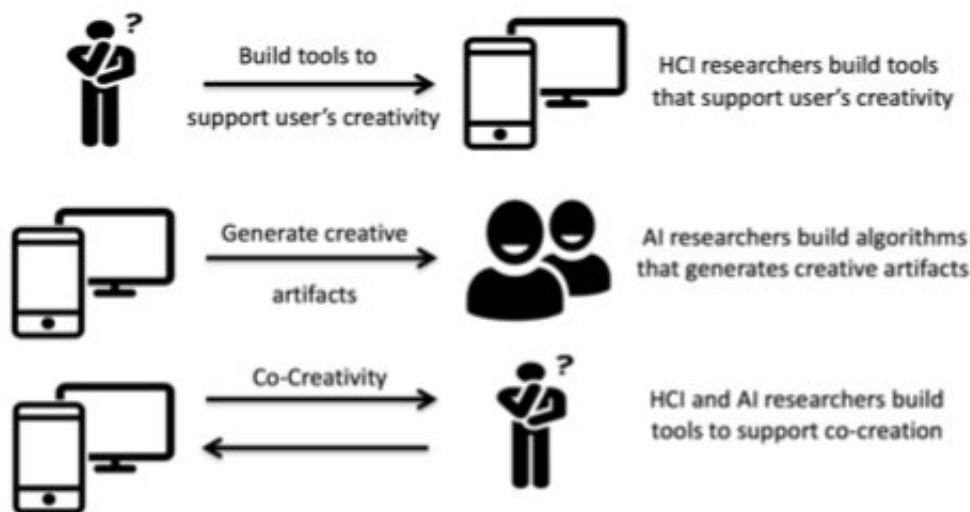 ?
Build tools to
support user's creativity
HCI researchers build tools
that support user's creativity
Generate creative
artifacts
AI researchers build algorithms
that generates creative artifacts
Co-Creativity
?
HCI and AI researchers build
tools to support co-creation